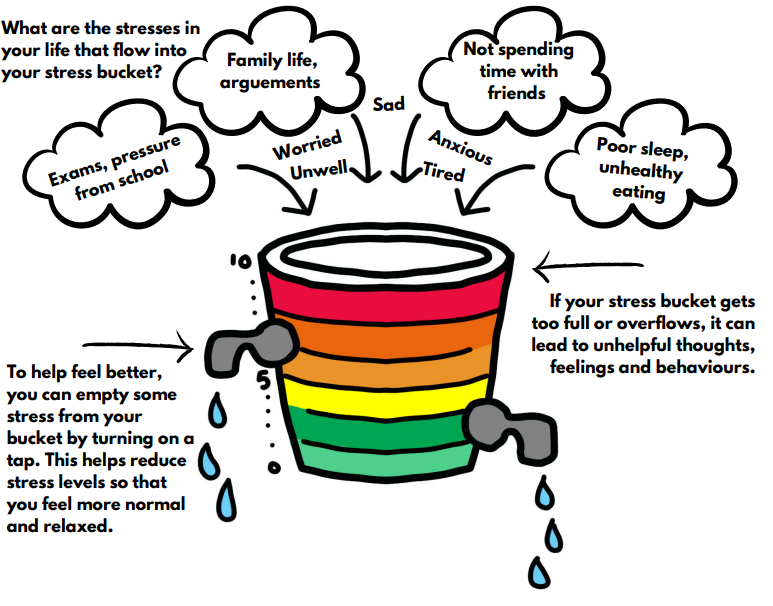 What are the stresses in
your life that flow into
your stress bucket?
Family life,
arguements
Sad
Not spending
time with
friends
Exams, pressure
from school
Worried
Unwell
Anxious
Tired
Poor sleep,
unhealthy
eating
10
If your stress bucket gets
too full or overflows, it can
lead to unhelpful thoughts,
feelings and behaviours.
To help feel better,
you can empty some
stress from your
bucket by turning on a
tap. This helps reduce
stress levels so that
you feel more normal
and relaxed.
5
0